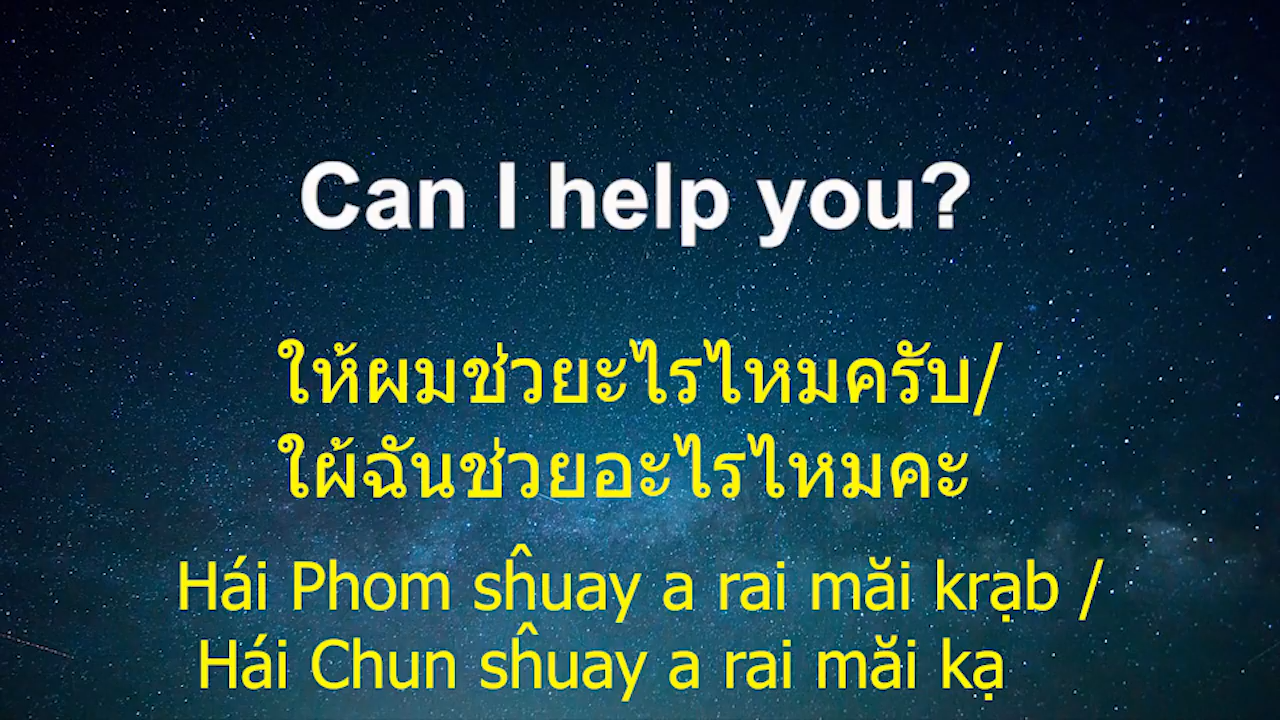 Can I help you?
ให้ผมช่วยะไรไหมครับ/
ใผ้ฉันช่วยอะไรไหมคะ
Hái Phom sĥuay a rai măi krạb /
Hái Chun sĥuay a rai măi kạ